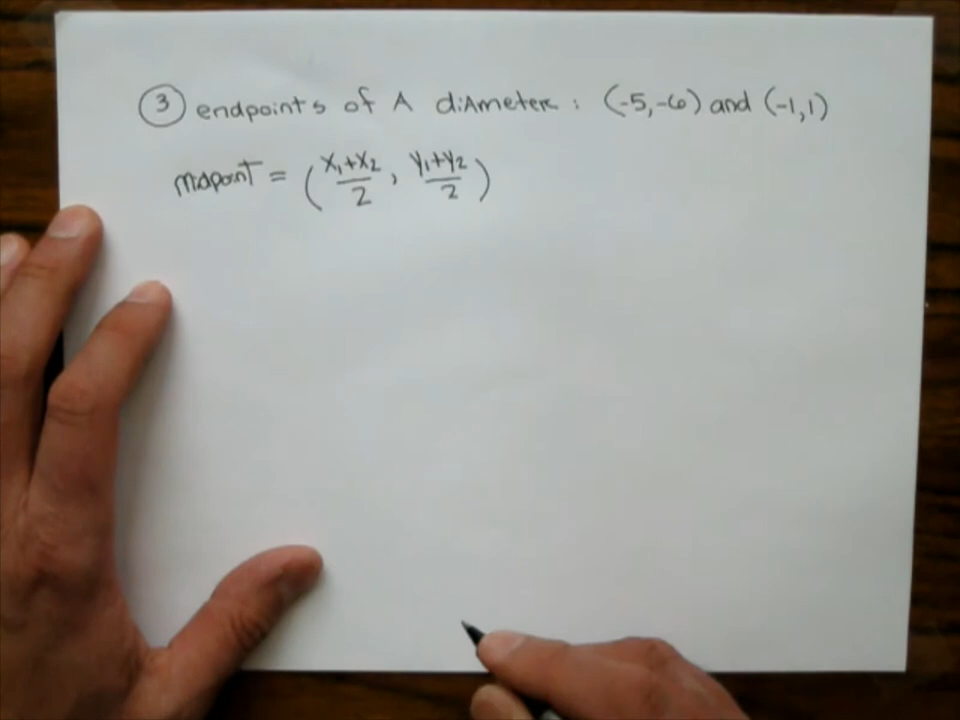 ③ endpoints of A diAmeter : (-5,-6) and (-1,1)
midpoint = ( x₁+x₂/2 , y₁+y₂/2 )